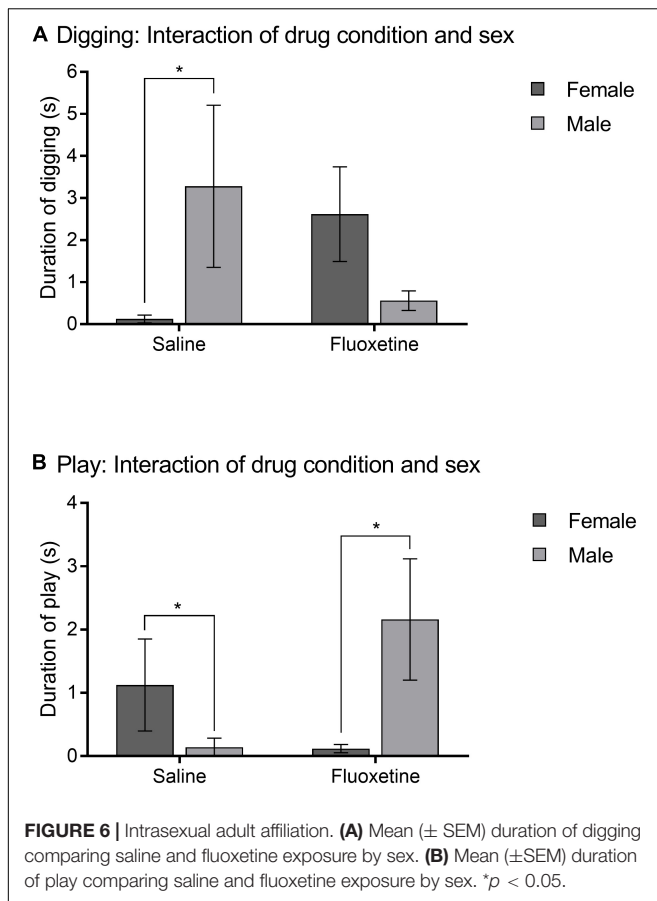 A Digging: Interaction of drug condition and sex
6
5
4
3
2
1
0
Duration of digging (s)
*
Female
Male
Saline
Fluoxetine
B Play: Interaction of drug condition and sex
4
3
2
1
0
Duration of play (s)
*
*
Female
Male
Saline
Fluoxetine
FIGURE 6 | Intrasexual adult affiliation. (A) Mean (± SEM) duration of digging
comparing saline and fluoxetine exposure by sex. (B) Mean (±SEM) duration
of play comparing saline and fluoxetine exposure by sex. *p < 0.05.